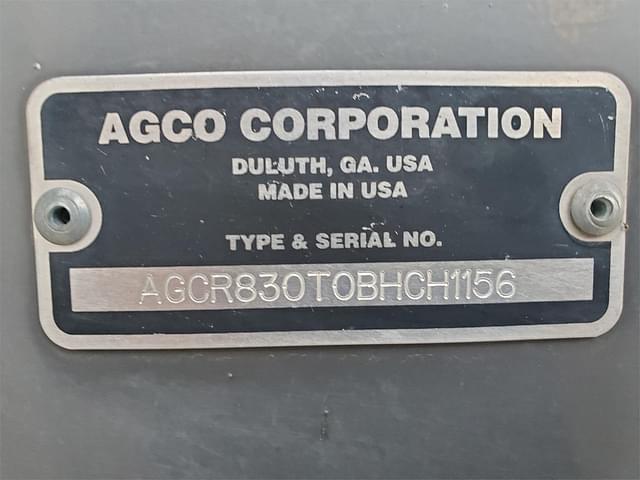 AGCO CORPORATION
DULUTH, GA. USA
MADE IN USA
TYPE & SERIAL NO.
AGCR830T0BHCH1156